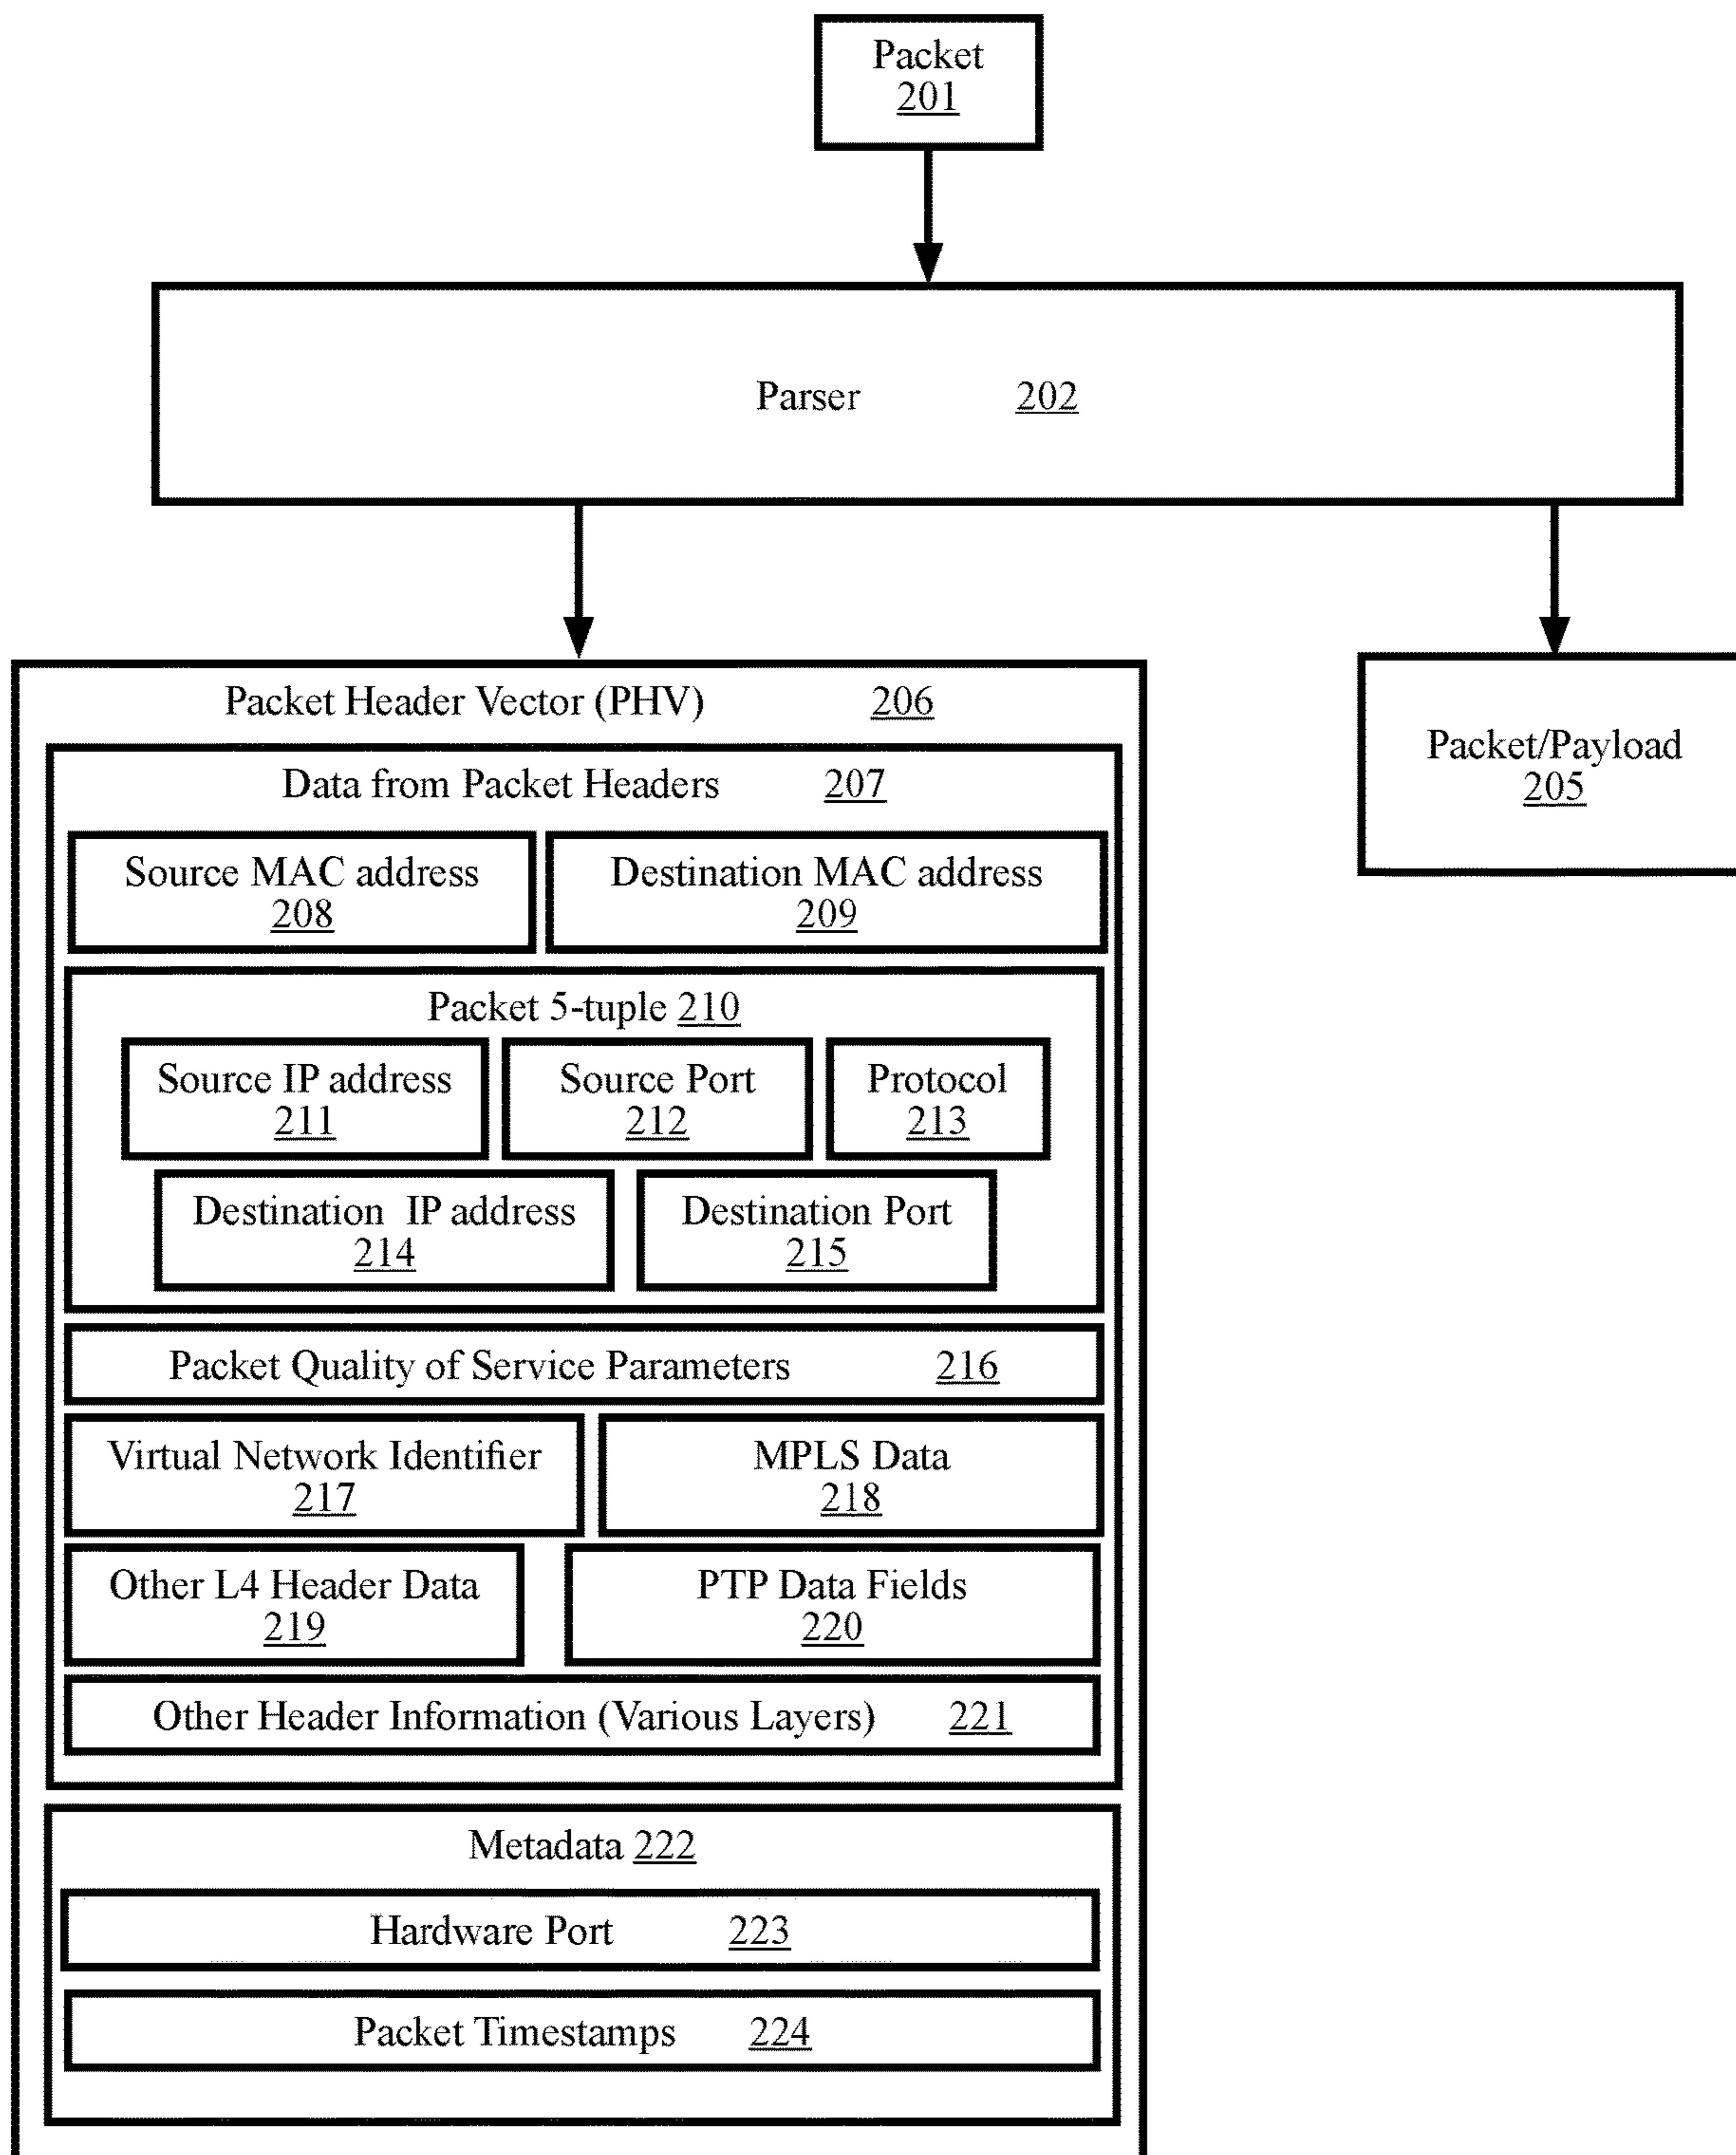 Packet
201
Parser 202
Packet Header Vector (PHV) 206
Data from Packet Headers 207
Source MAC address
208
Destination MAC address
209
Packet 5-tuple 210
Source IP address
211
Source Port
212
Protocol
213
Destination IP address
214
Destination Port
215
Packet Quality of Service Parameters 216
Virtual Network Identifier
217
MPLS Data
218
Other L4 Header Data
219
PTP Data Fields
220
Other Header Information (Various Layers) 221
Metadata 222
Hardware Port 223
Packet Timestamps 224
Packet/Payload
205